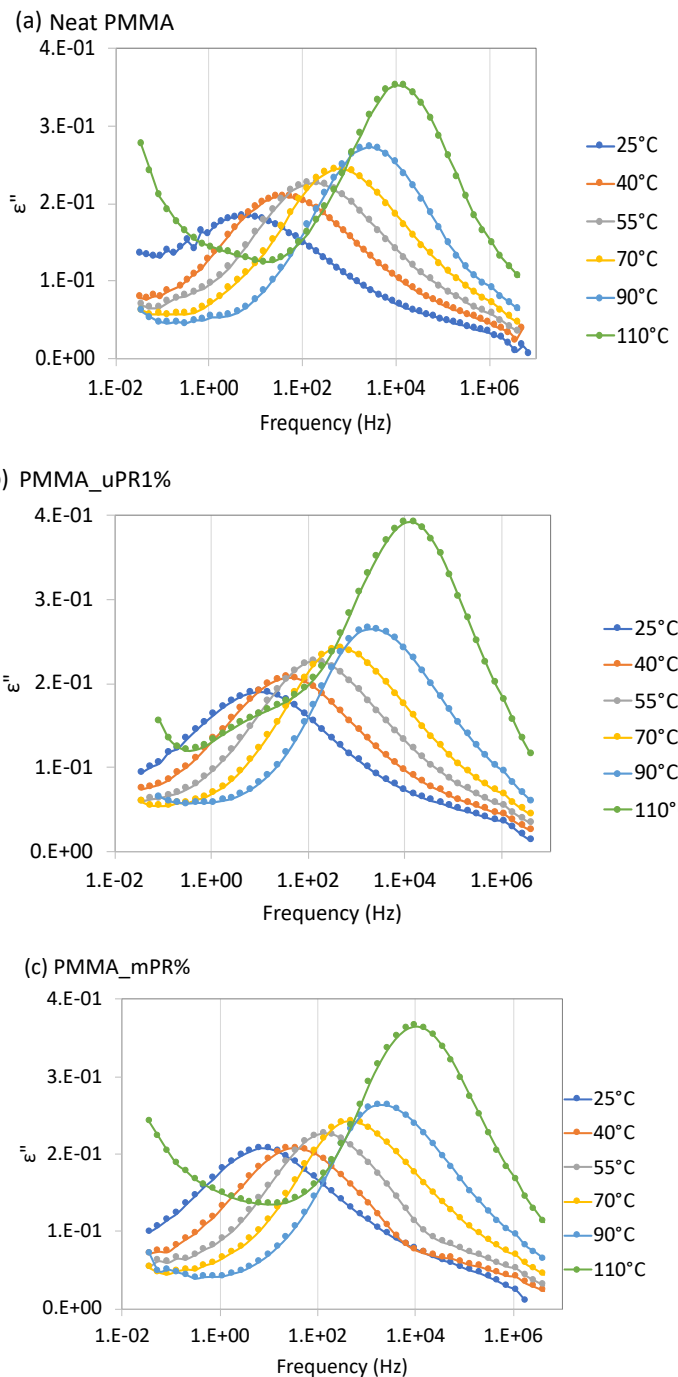 (a) Neat PMMA
4.E-01
3.E-01
2.E-01
1.E-01
0.E+00
ε"
1.E-02 1.E+00 1.E+02 1.E+04 1.E+06
Frequency (Hz)
25°C
40°C
55°C
70°C
90°C
110°C
) PMMA_uPR1%
4.E-01
3.E-01
2.E-01
1.E-01
0.E+00
ε"
1.E-02 1.E+00 1.E+02 1.E+04 1.E+06
Frequency (Hz)
25°C
40°C
55°C
70°C
90°C
110°
(c) PMMA_mPR%
4.E-01
3.E-01
2.E-01
1.E-01
0.E+00
ε"
1.E-02 1.E+00 1.E+02 1.E+04 1.E+06
Frequency (Hz)
25°C
40°C
55°C
70°C
90°C
110°C